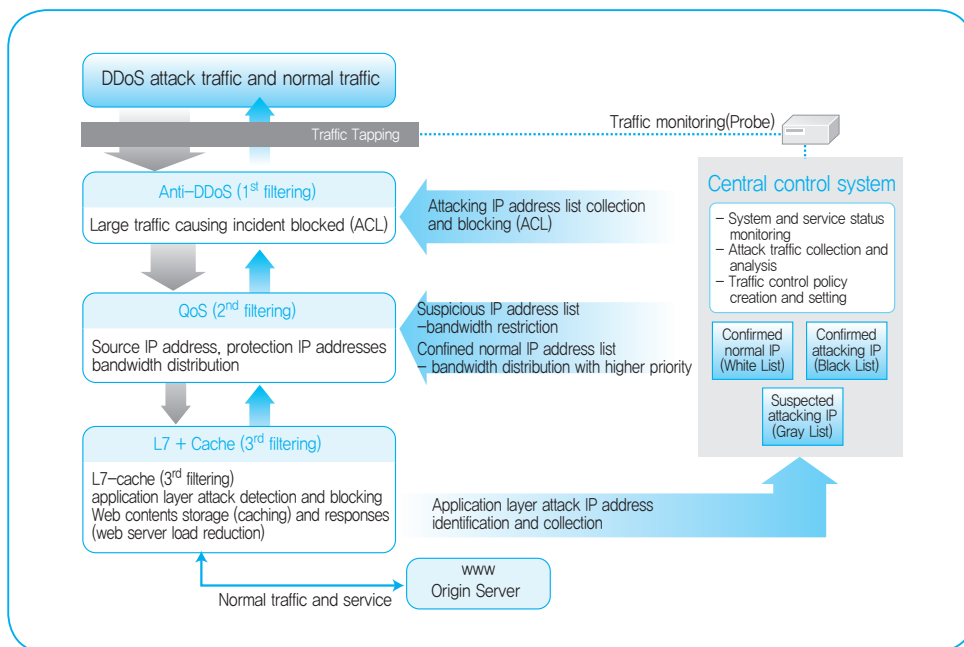 DDoS attack traffic and normal traffic
Traffic Tapping
Traffic monitoring(Probe)
Anti-DDoS (1st filtering)
Large traffic causing incident blocked (ACL)
Attacking IP address list collection
and blocking (ACL)
Central control system
- System and service status
monitoring
- Attack traffic collection and
analysis
- Traffic control policy
creation and setting
QoS (2nd filtering)
Source IP address, protection IP addresses
bandwidth distribution
Suspicious IP address list
-bandwidth restriction
Confined normal IP address list
- bandwidth distribution with higher priority
Confirmed
normal IP
(White List)
Confirmed
attacking IP
(Black List)
Suspected
attacking IP
(Gray List)
L7 + Cache (3rd filtering)
L7-cache (3rd filtering)
application layer attack detection and blocking
Web contents storage (caching) and responses
(web server load reduction)
Application layer attack IP address
identification and collection
Normal traffic and service
www
Origin Server